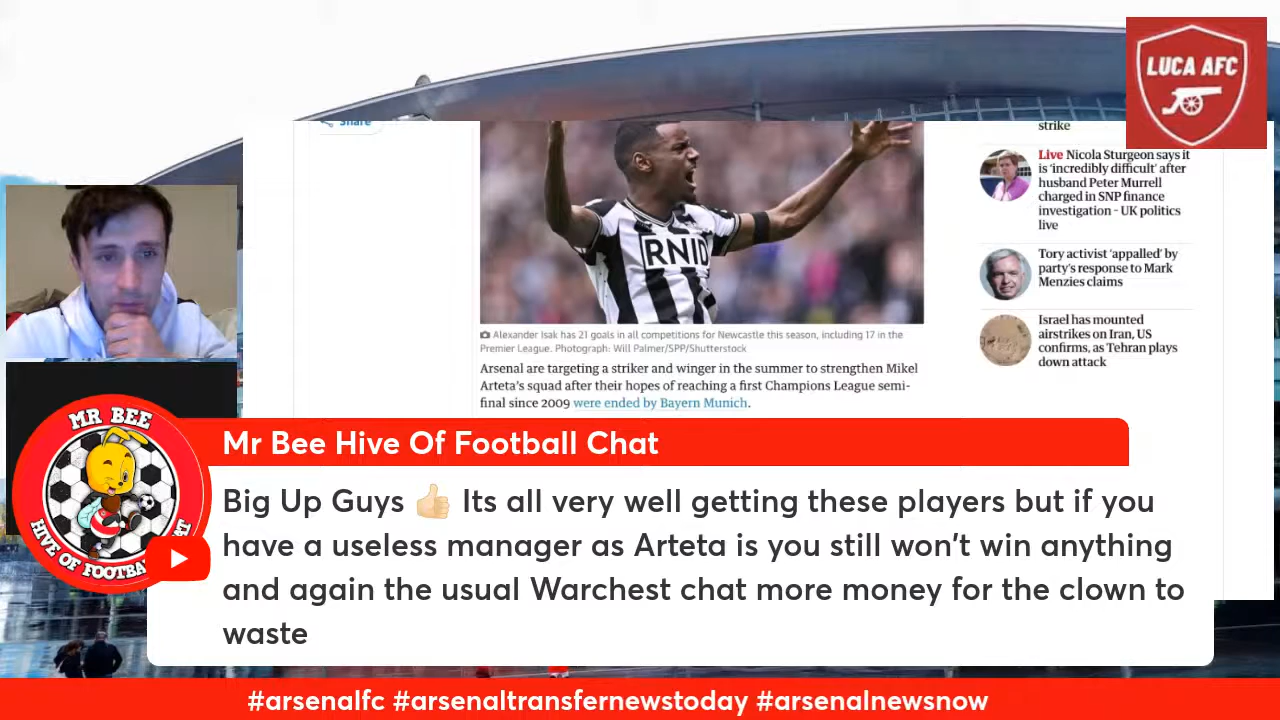 LUCA AFC
Share
strike
Live Nicola Sturgeon says it
is ‘incredibly difficult’ after
husband Peter Murrell
charged in SNP finance
investigation - UK politics
live
Tory activist ‘appalled’ by
party’s response to Mark
Menzies claims
Israel has mounted
airstrikes on Iran, US
confirms, as Tehran plays
down attack
RNID
Alexander Isak has 21 goals in all competitions for Newcastle this season, including 17 in the
Premier League. Photograph: Will Palmer/SPP/Shutterstock
Arsenal are targeting a striker and winger in the summer to strengthen Mikel
Arteta’s squad after their hopes of reaching a first Champions League semi-
final since 2009 were ended by Bayern Munich.
MR BEE
Mr Bee Hive Of Football Chat
Big Up Guys 👍🏻 Its all very well getting these players but if you
have a useless manager as Arteta is you still won't win anything
and again the usual Warchest chat more money for the clown to
waste
#arsenalfc #arsenaltransfernewstoday #arsenalnewsnow